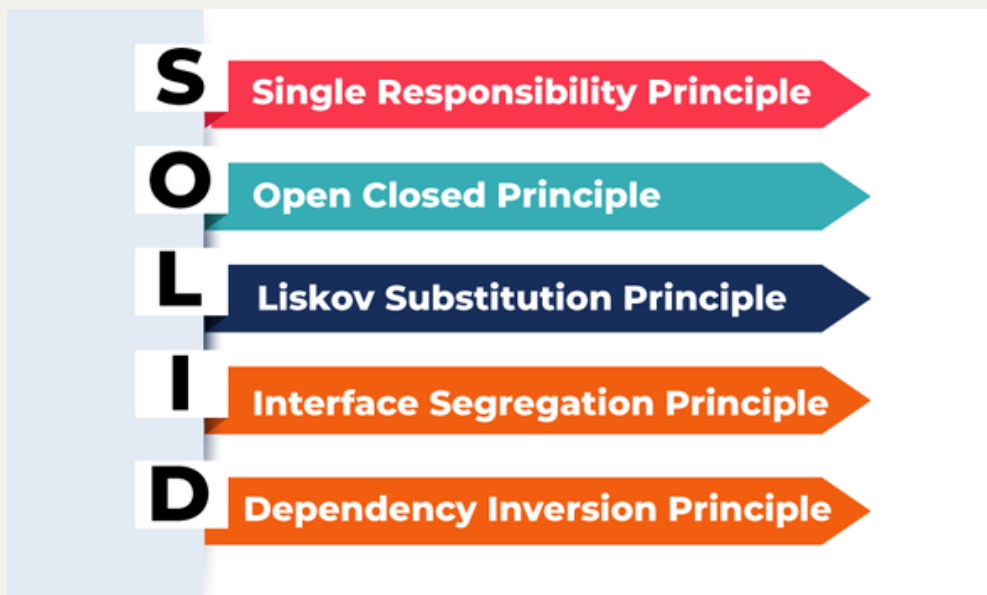 S
Single Responsibility Principle
O
Open Closed Principle
L
Liskov Substitution Principle
I
Interface Segregation Principle
D
Dependency Inversion Principle